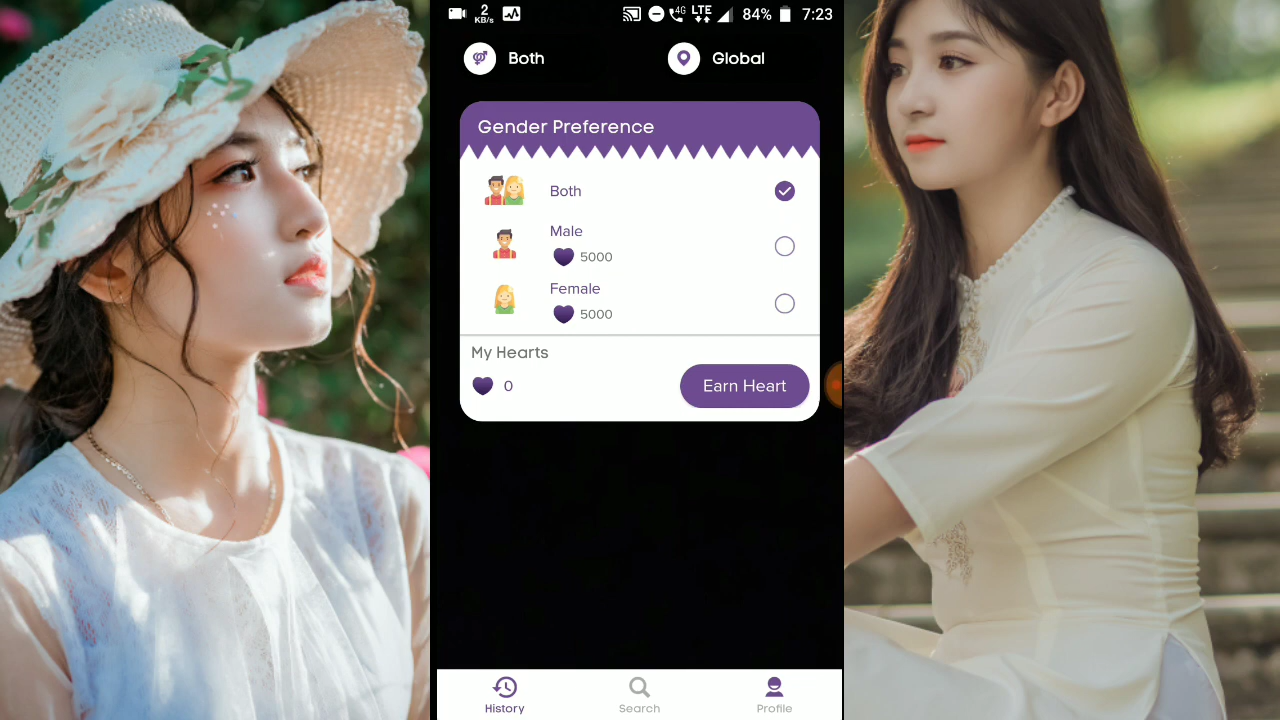 2
KB/s
4G
LTE
84%
7:23
Both
Global
Gender Preference
Both
Male
5000
Female
5000
My Hearts
0
Earn Heart
History
Search
Profile